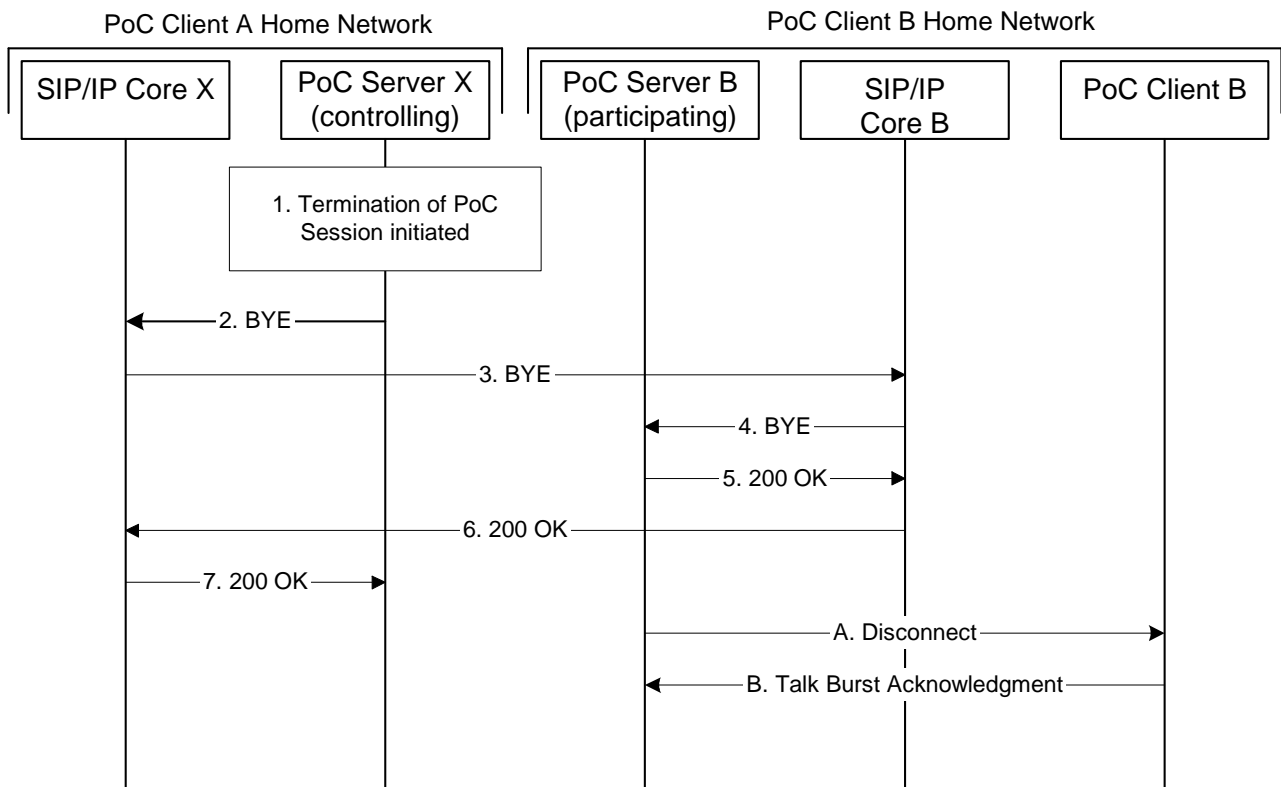 PoC Client A Home Network
PoC Client B Home Network
SIP/IP Core X
PoC Server X
(controlling)
PoC Server B
(participating)
SIP/IP
Core B
PoC Client B
1. Termination of PoC
Session initiated
2. BYE
3. BYE
4. BYE
5. 200 OK
6. 200 OK
7. 200 OK
A. Disconnect
B. Talk Burst Acknowledgment